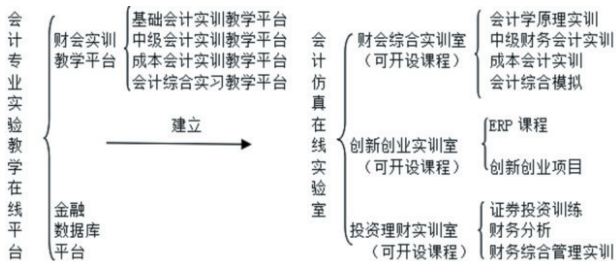 会计专业实验教学在线平台
财会实训
教学平台
基础会计实训教学平台
中级会计实训教学平台
成本会计实训教学平台
会计综合实习教学平台
金融
数据库
平台
建立
会计仿真在线实验室
财会综合实训室
(可开设课程)
会计学原理实训
中级财务会计实训
成本会计实训
会计综合模拟
创新创业实训室
(可开设课程)
ERP 课程
创新创业项目
投资理财实训室
(可开设课程)
证券投资训练
财务分析
财务综合管理实训